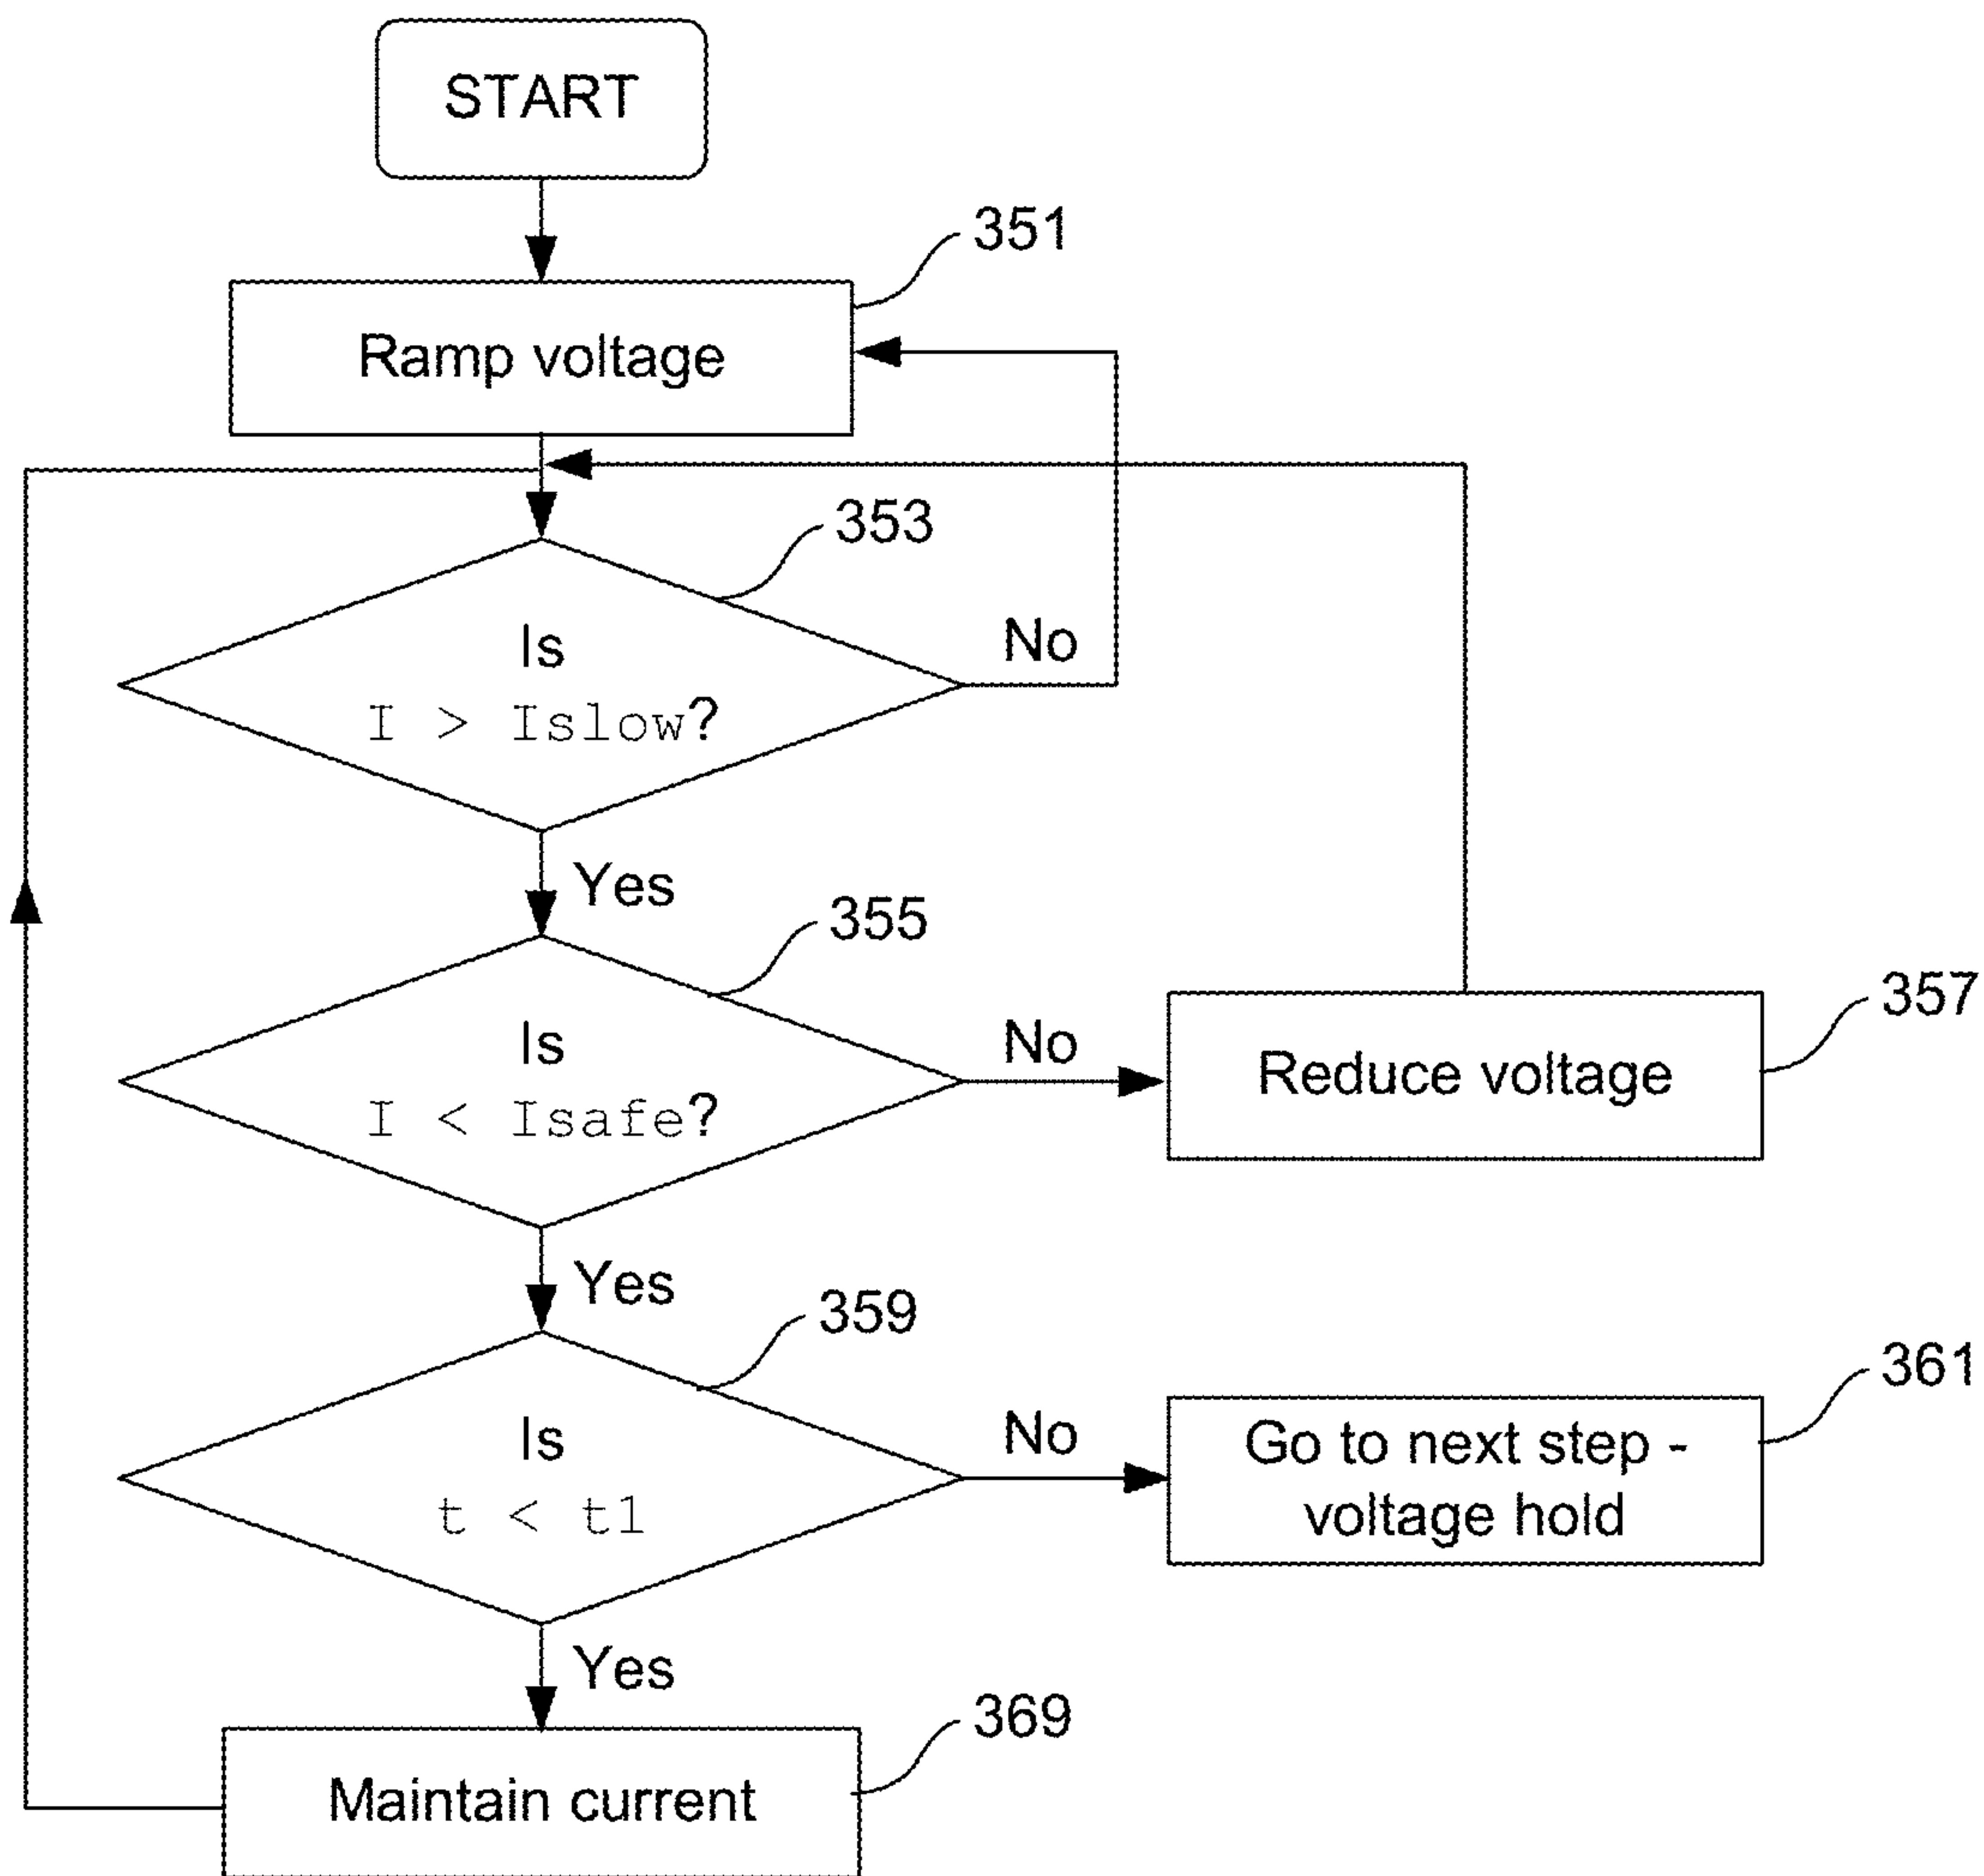 START
351
Ramp voltage
353
Is
I > Islow?
No
Yes
355
Is
I < Isafe?
No
357
Reduce voltage
Yes
359
Is
t < t1
No
361
Go to next step -
voltage hold
Yes
369
Maintain current